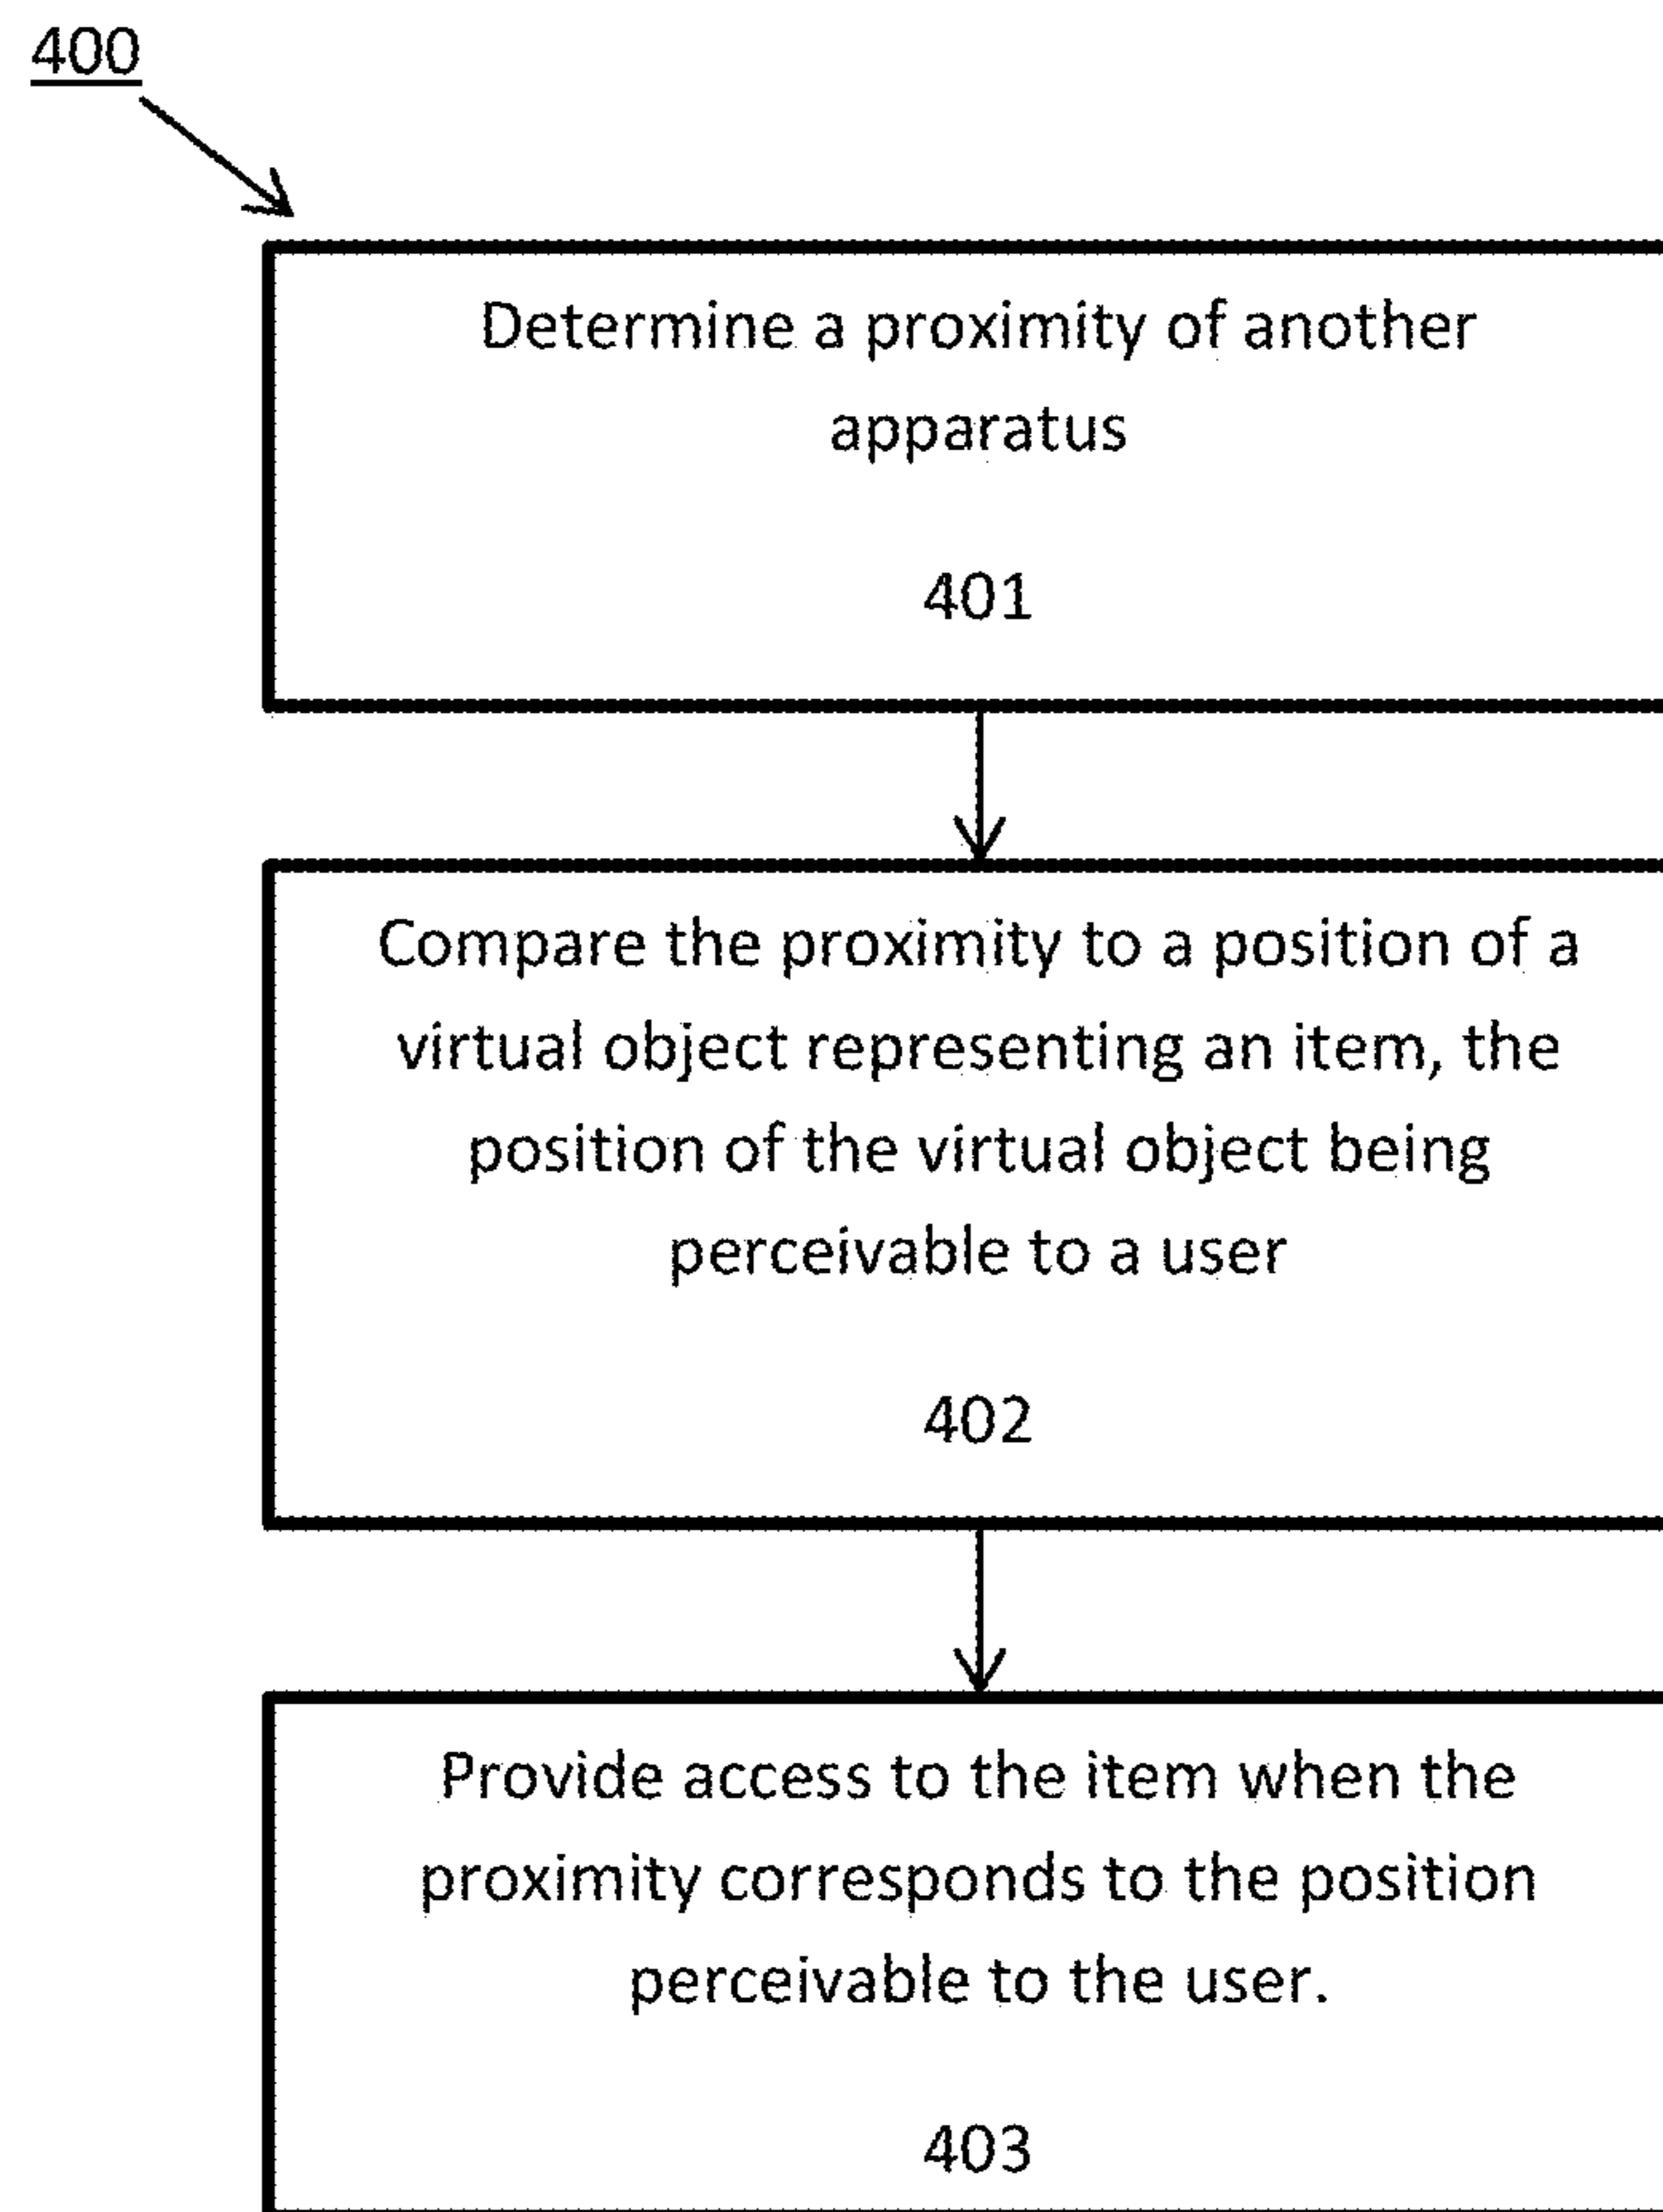 400
Determine a proximity of another
apparatus
401
Compare the proximity to a position of a
virtual object representing an item, the
position of the virtual object being
perceivable to a user
402
Provide access to the item when the
proximity corresponds to the position
perceivable to the user.
403